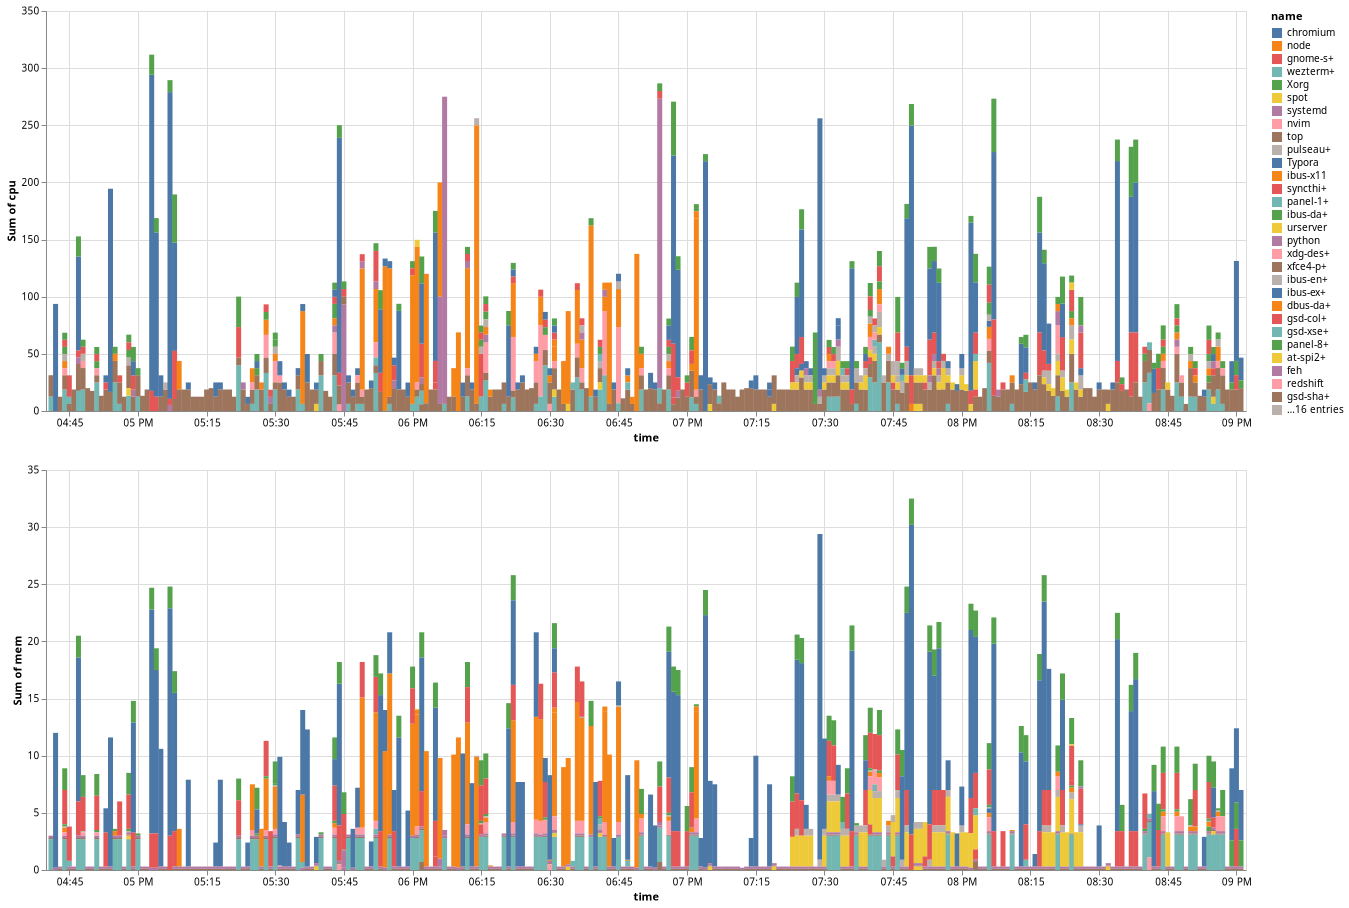 350
300
250
200
150
100
50
0
Sum of cpu
04:45 05 PM 05:15 05:30 05:45 06 PM 06:15 06:30 06:45 07 PM 07:15 07:30 07:45 08 PM 08:15 08:30 08:45 09 PM
time
name
chromium
node
gnome-s+
wezterm+
Xorg
spot
systemd
nvim
top
pulseau+
Typora
ibus-x11
syncthi+
panel-1+
ibus-da+
urserver
python
xdg-des+
xfce4-p+
ibus-en+
ibus-ex+
dbus-da+
gsd-col+
gsd-xse+
panel-8+
at-spi2+
feh
redshift
gsd-sha+
...16 entries
35
30
25
20
15
10
5
0
Sum of mem
04:45 05 PM 05:15 05:30 05:45 06 PM 06:15 06:30 06:45 07 PM 07:15 07:30 07:45 08 PM 08:15 08:30 08:45 09 PM
time